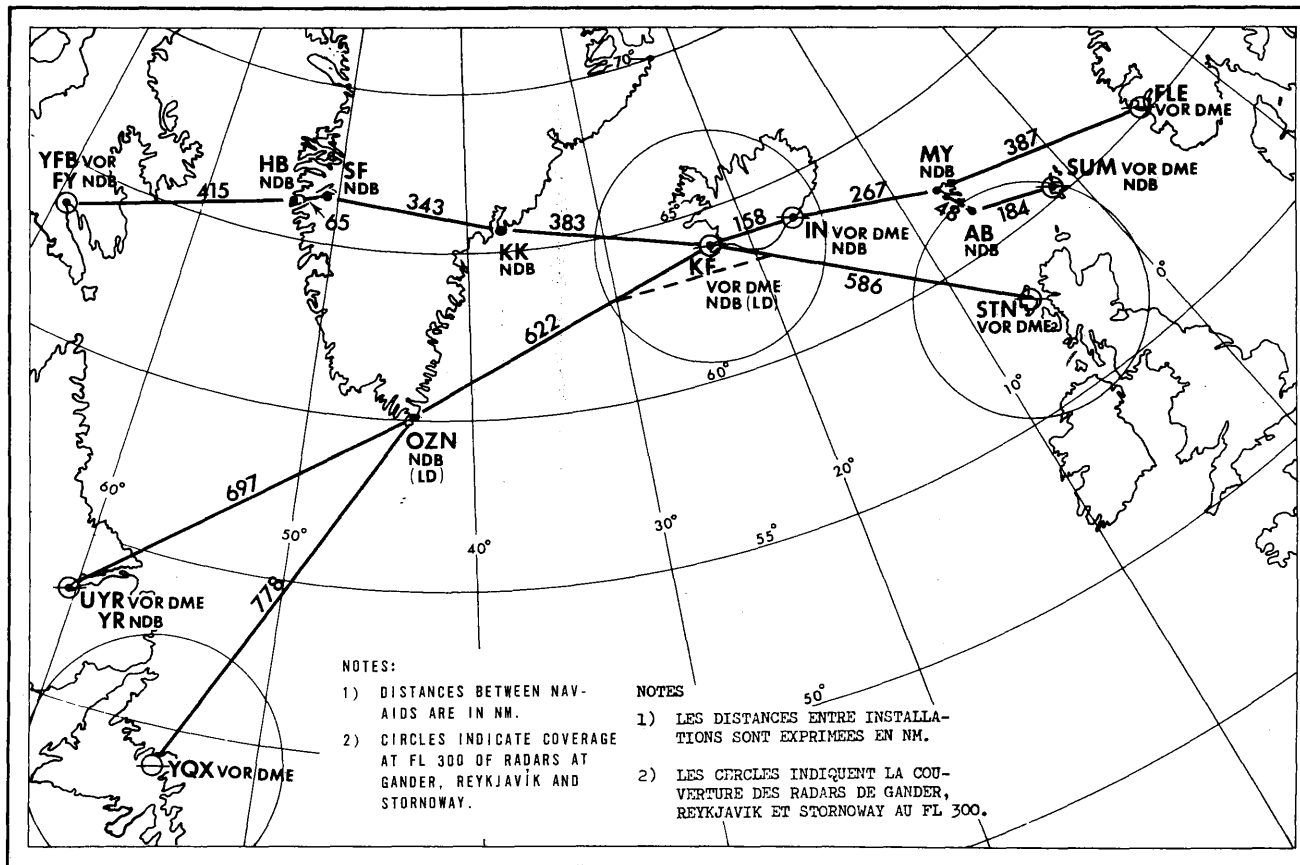 70°
FLE
VOR DME
387
MY
NDB
SUM VOR DME
NDB
YFB VOR
FY NDB
HB
NDB
SF
NDB
415
65
343
383
65°
158
267
IN VOR DME
NDB
48
184
AB
NDB
0°
KK
NDB
KF
VOR DME
NDB (LD)
586
STN
VOR DME
622
60°
10°
OZN
NDB
(LD)
697
60°
20°
50°
40°
30°
55°
778
UYR VOR DME
YR NDB
50°
YQX VOR DME
NOTES:
1) DISTANCES BETWEEN NAV-
AIDS ARE IN NM.
2) CIRCLES INDICATE COVERAGE
AT FL 300 OF RADARS AT
GANDER, REYKJAVÍK AND
STORNOWAY.
NOTES
1) LES DISTANCES ENTRE INSTALLA-
TIONS SONT EXPRIMEES EN NM.
2) LES CERCLES INDIQUENT LA COU-
VERTURE DES RADARS DE GANDER,
REYKJAVIK ET STORNOWAY AU FL 300.